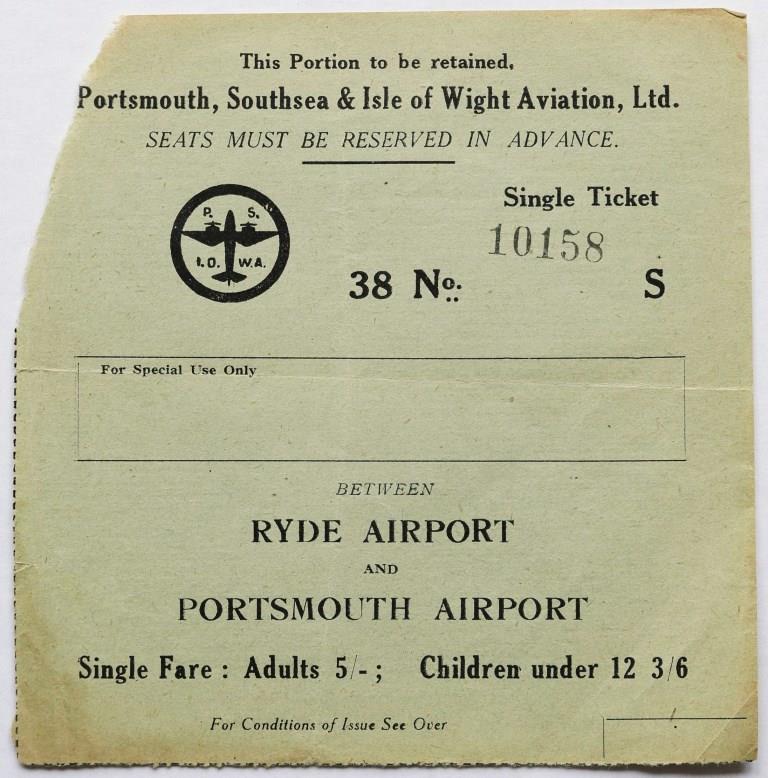 This Portion to be retained.
Portsmouth, Southsea & Isle of Wight Aviation, Ltd.
SEATS MUST BE RESERVED IN ADVANCE.
Single Ticket
P. S.
I.O. W.A.
10158
38 No: S
For Special Use Only
BETWEEN
RYDE AIRPORT
AND
PORTSMOUTH AIRPORT
Single Fare : Adults 5/- ; Children under 12 3/6
For Conditions of Issue See Over